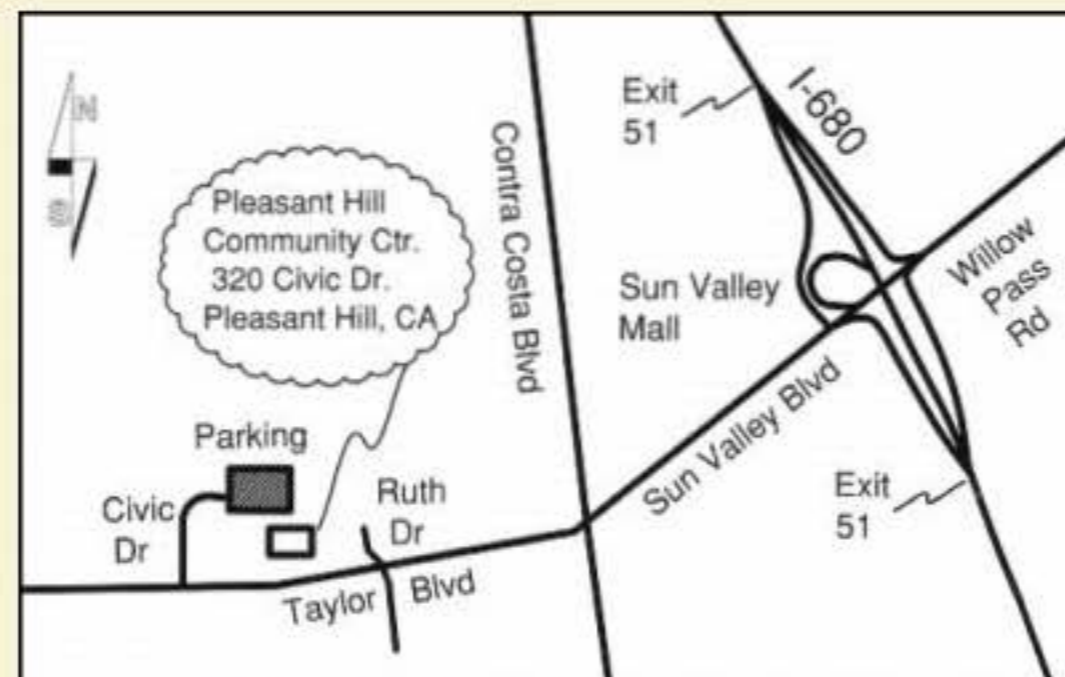 N
S
Pleasant Hill
Community Ctr.
320 Civic Dr.
Pleasant Hill, CA
Parking
Civic
Dr
Ruth
Dr
Taylor Blvd
Contra Costa Blvd
Sun Valley
Mall
Sun Valley Blvd
Exit
51
I-680
Willow
Pass
Rd
Exit
51